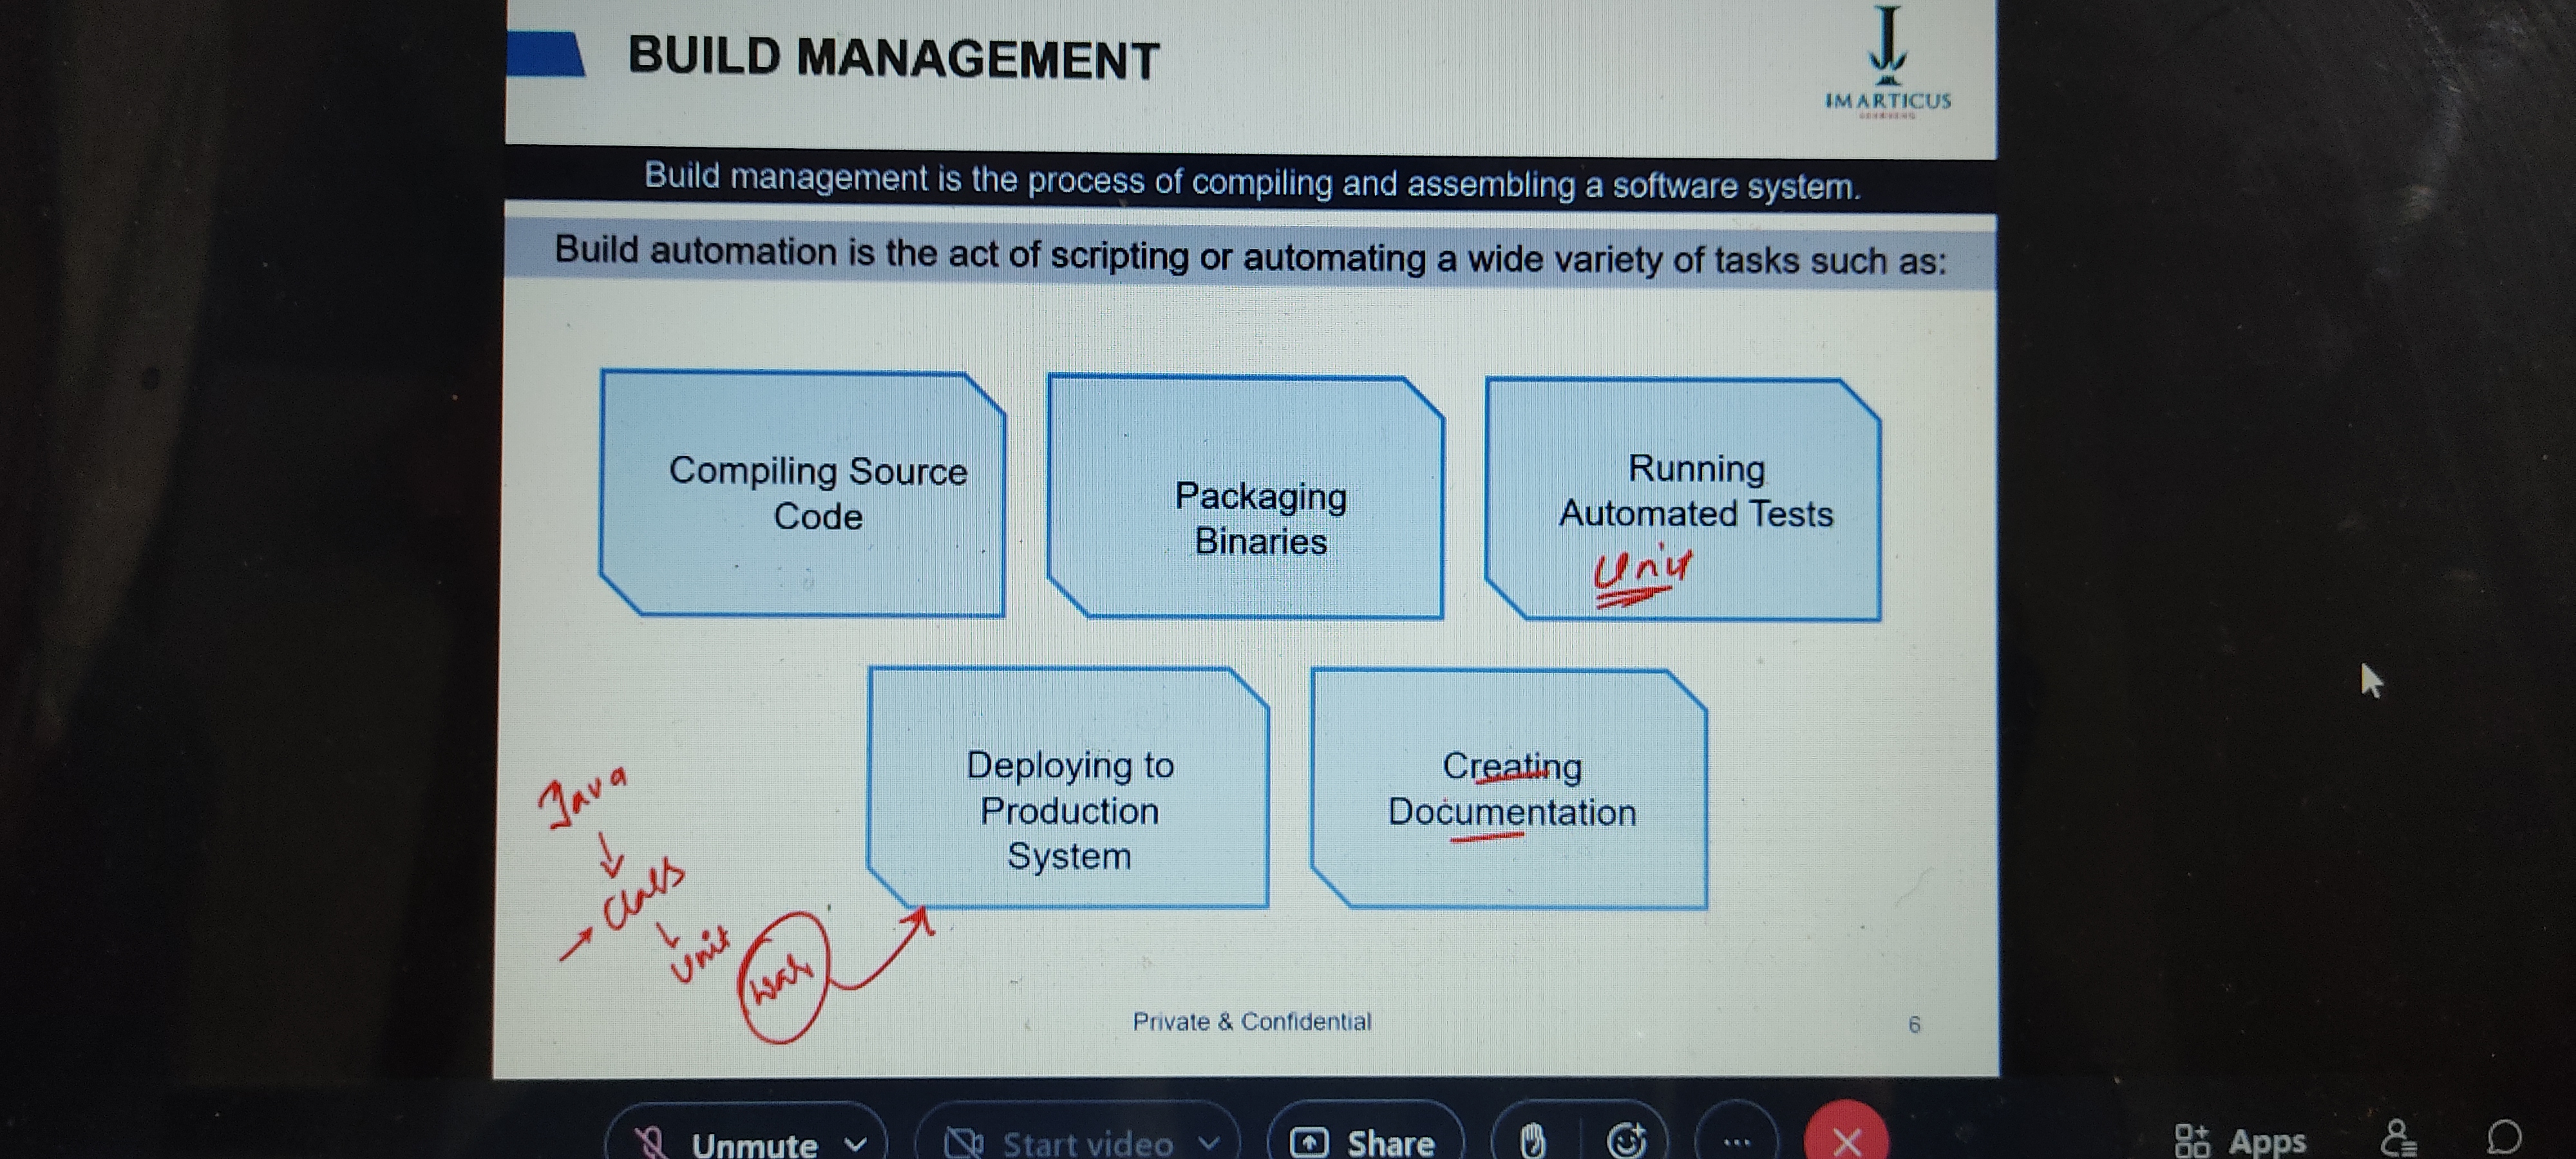 BUILD MANAGEMENT
IMARTICUS
LEARNING
Build management is the process of compiling and assembling a software system.
Build automation is the act of scripting or automating a wide variety of tasks such as:
Compiling Source
Code
Packaging
Binaries
Running
Automated Tests
Unit
Deploying to
Production
System
Creating
Documentation
Java
Class
Unit
war
Private & Confidential
6
Unmute
Start video
Share
Apps